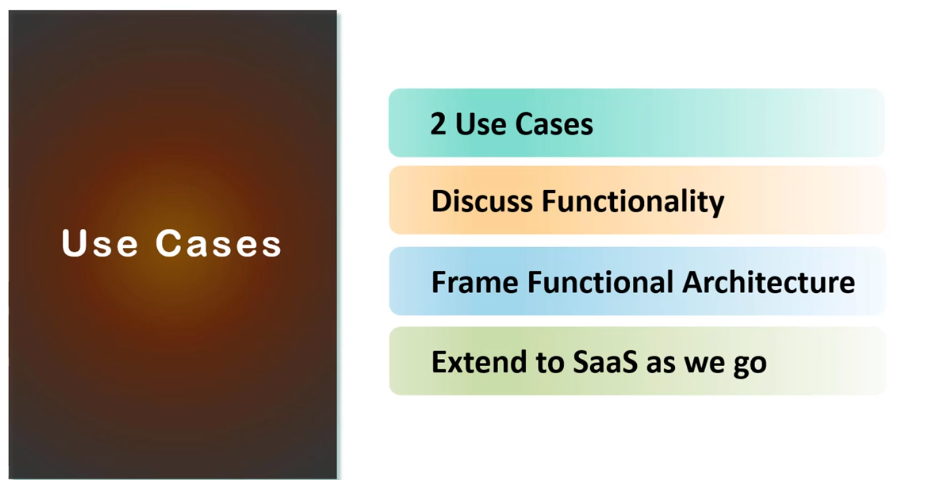 Use Cases
2 Use Cases
Discuss Functionality
Frame Functional Architecture
Extend to SaaS as we go